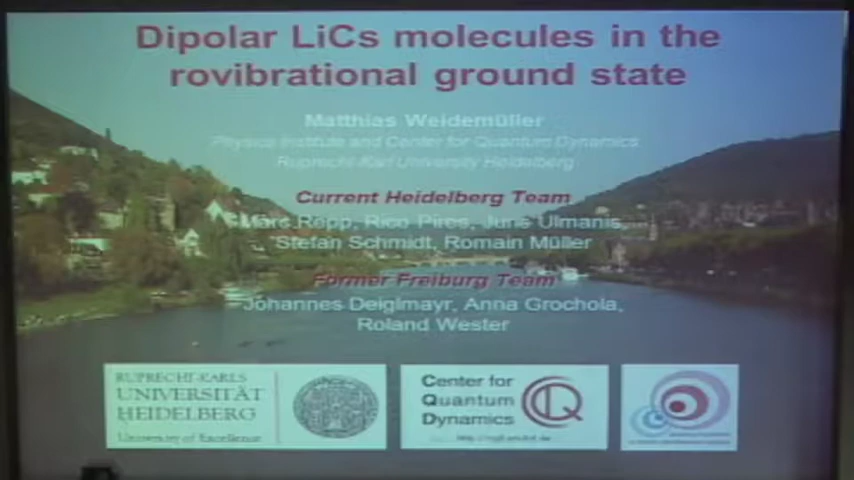 Dipolar LiCs molecules in the
rovibrational ground state
Matthias Weidemüller
Physics Institute and Center for Quantum Dynamics
Ruprecht-Karl University Heidelberg
Current Heidelberg Team
Marc Repp, Rico Pires, Juris Ulmanis,
Stefan Schmidt, Romain Müller
Former Freiburg Team
Johannes Deiglmayr, Anna Grochola,
Roland Wester
RUPRECHT-KARLS
UNIVERSITÄT
HEIDELBERG
University of Excellence
Center for
Quantum
Dynamics